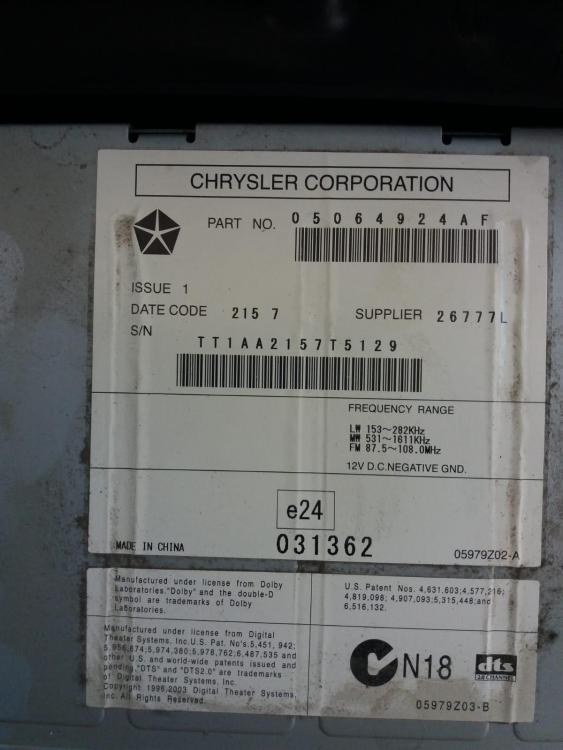 CHRYSLER CORPORATION
PART NO. 05064924AF
ISSUE 1
DATE CODE 2157 SUPPLIER 26777L
S/N
TT1AA2157T5129
FREQUENCY RANGE
LW 153~282KHz
MW 531~1611KHz
FM 87.5~108.0MHz
12V D.C.NEGATIVE GND.
e24
031362
MADE IN CHINA
05979Z02-A
Manufactured under license from Dolby
Laboratories."Dolby" and the double-D
symbol are trademarks of Dolby
Laboratories.
Manufactured under license from Digital
Theater Systems, Inc.U.S. Pat. No's.5,451,942;
5,956,674;5,974,380;5,978,762;6,487,535 and
other U.S. and world-wide patents issued and
pending."DTS" and "DTS2.0" are trademarks
of Digital Theater Systems, Inc.
Copyright 1996,2003 Digital Theater Systems,
Inc. All Rights Reserved.
U.S. Patent Nos. 4,631,603;4,577,216;
4,819,098; 4,907,093;5,315,448;and
6,516,132.
N18
dts
2.0 CHANNEL
05979Z03-B